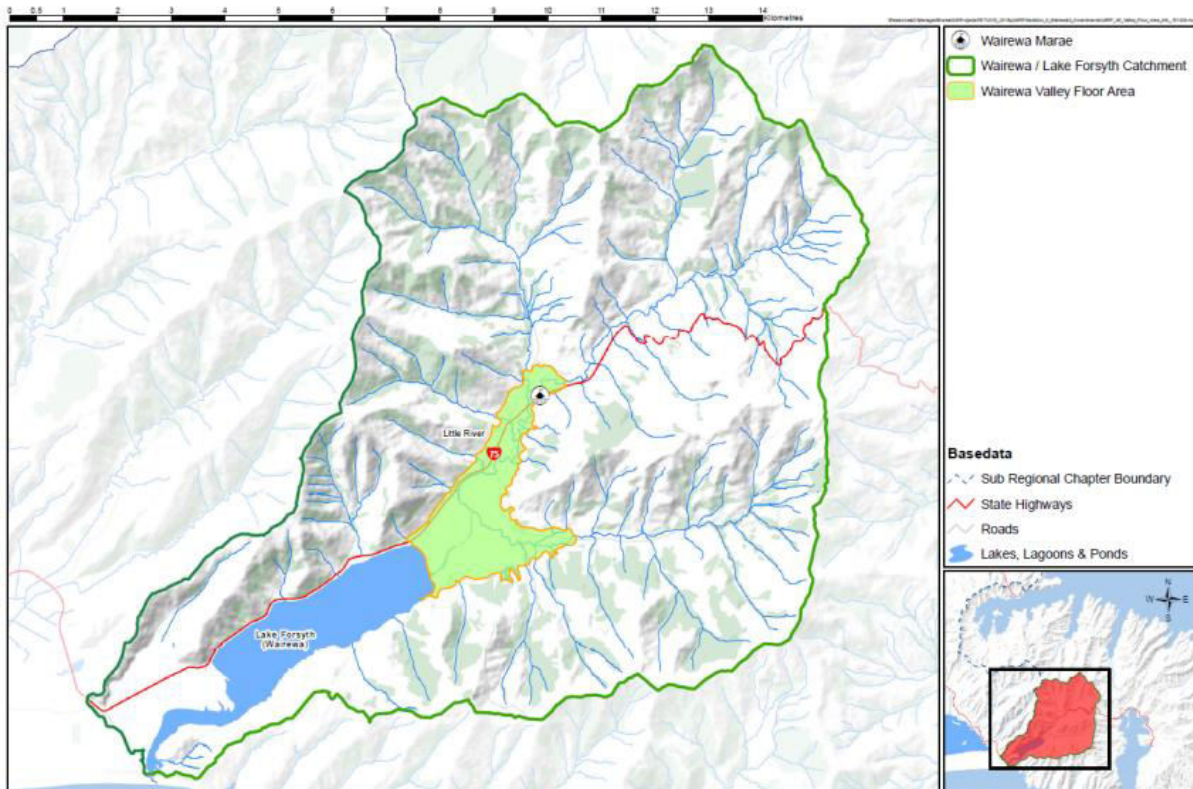 0 0.5 1 2 3 4 5 6 7 8 9 10 11 12 13 14
Kilometres
Wairewa Marae
Wairewa / Lake Forsyth Catchment
Wairewa Valley Floor Area
Little River
75
Lake Forsyth
(Wairewa)
Basedata
Sub Regional Chapter Boundary
State Highways
Roads
Lakes, Lagoons & Ponds
N
W E
S